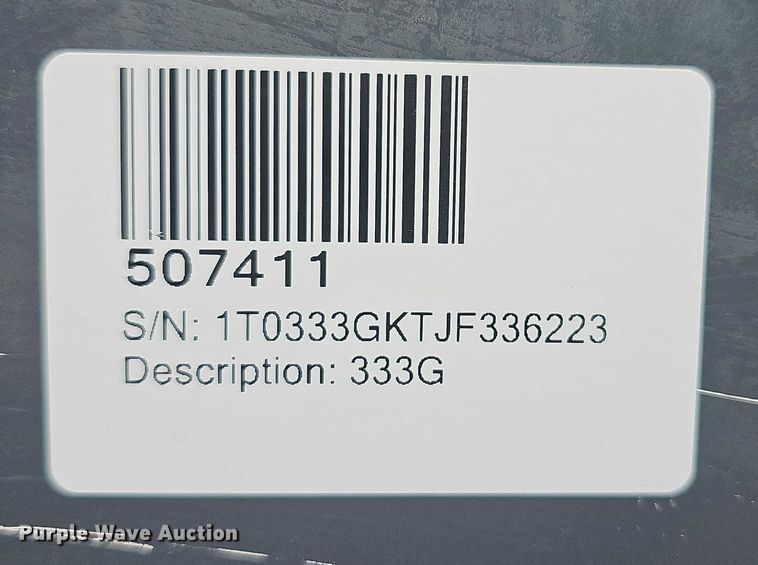 507411
S/N: 1T0333GKTJF336223
Description: 333G
Purple Wave Auction